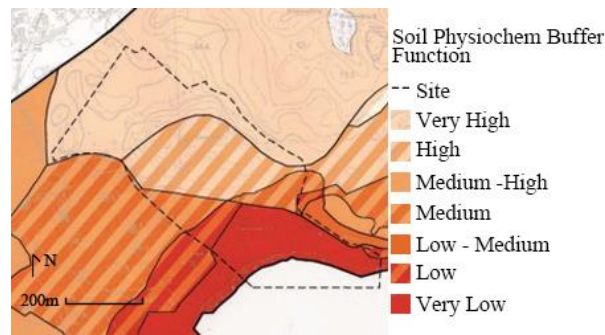 Soil Physiochem Buffer
Function
Site
Very High
High
Medium -High
Medium
Low - Medium
Low
Very Low
N
200m